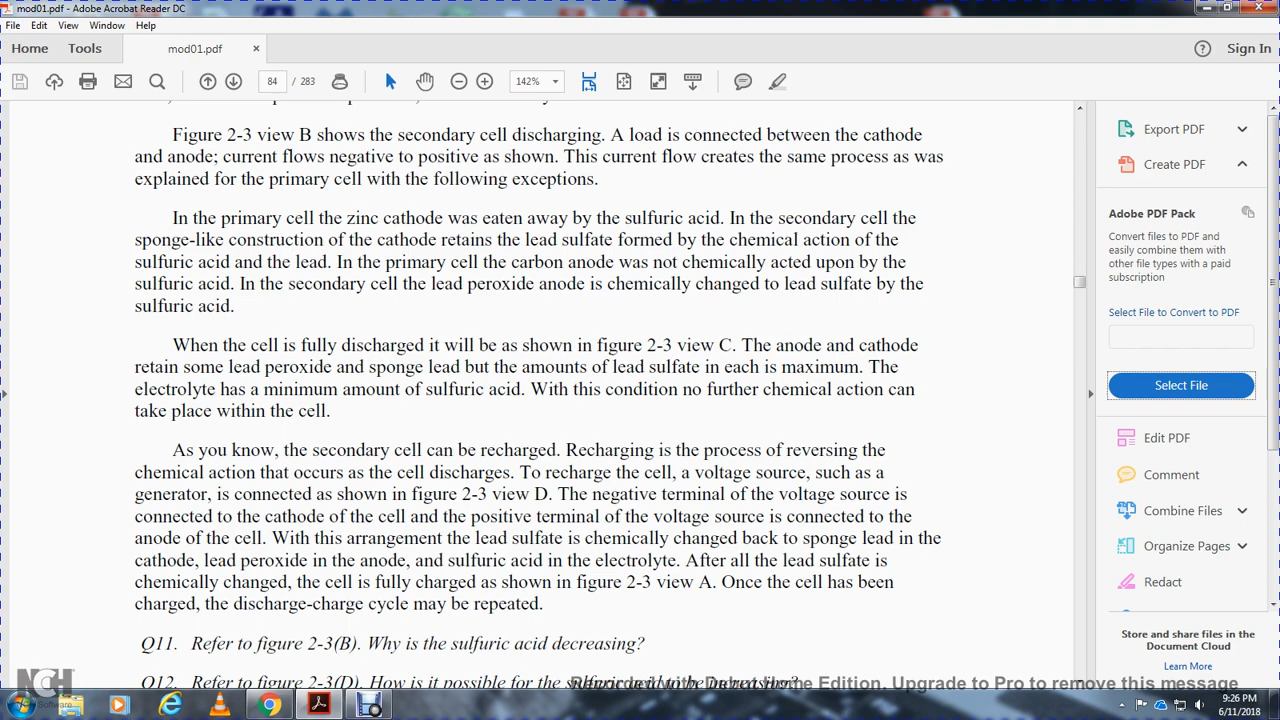 mod01.pdf - Adobe Acrobat Reader DC
File Edit View Window Help
Home Tools mod01.pdf × Sign In
84 / 283 142%
Figure 2-3 view B shows the secondary cell discharging. A load is connected between the cathode
and anode; current flows negative to positive as shown. This current flow creates the same process as was
explained for the primary cell with the following exceptions.
In the primary cell the zinc cathode was eaten away by the sulfuric acid. In the secondary cell the
sponge-like construction of the cathode retains the lead sulfate formed by the chemical action of the
sulfuric acid and the lead. In the primary cell the carbon anode was not chemically acted upon by the
sulfuric acid. In the secondary cell the lead peroxide anode is chemically changed to lead sulfate by the
sulfuric acid.
When the cell is fully discharged it will be as shown in figure 2-3 view C. The anode and cathode
retain some lead peroxide and sponge lead but the amounts of lead sulfate in each is maximum. The
electrolyte has a minimum amount of sulfuric acid. With this condition no further chemical action can
take place within the cell.
As you know, the secondary cell can be recharged. Recharging is the process of reversing the
chemical action that occurs as the cell discharges. To recharge the cell, a voltage source, such as a
generator, is connected as shown in figure 2-3 view D. The negative terminal of the voltage source is
connected to the cathode of the cell and the positive terminal of the voltage source is connected to the
anode of the cell. With this arrangement the lead sulfate is chemically changed back to sponge lead in the
cathode, lead peroxide in the anode, and sulfuric acid in the electrolyte. After all the lead sulfate is
chemically changed, the cell is fully charged as shown in figure 2-3 view A. Once the cell has been
charged, the discharge-charge cycle may be repeated.
Q11. Refer to figure 2-3(B). Why is the sulfuric acid decreasing?
Q12. Refer to figure 2-3(D). How is it possible for the sulfuric acid to be increasing?
Export PDF
Create PDF
Adobe PDF Pack
Convert files to PDF and
easily combine them with
other file types with a paid
subscription
Select File to Convert to PDF
Select File
Edit PDF
Comment
Combine Files
Organize Pages
Redact
Store and share files in the
Document Cloud
Learn More
NCH
Software
Recorded with Debut Home Edition. Upgrade to Pro to remove this message
9:26 PM
6/11/2018